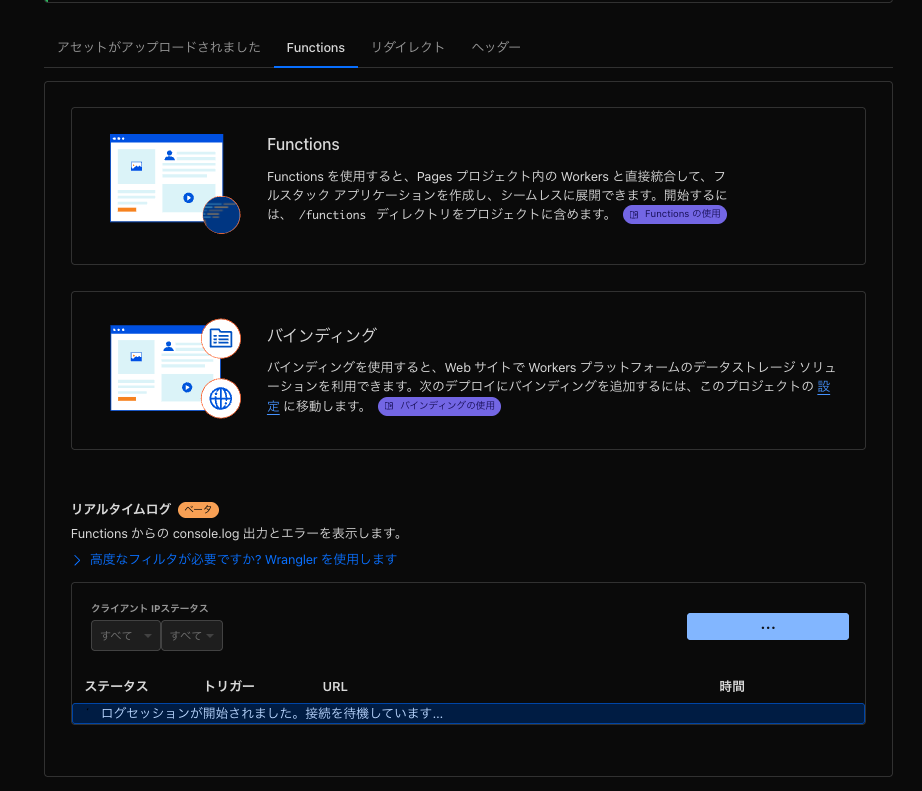 アセットがアップロードされました Functions リダイレクト ヘッダー
Functions
Functions を使用すると、Pages プロジェクト内の Workers と直接統合して、フ
ルスタック アプリケーションを作成し、シームレスに展開できます。開始するに
は、 /functions ディレクトリをプロジェクトに含めます。 Functions の使用
バインディング
バインディングを使用すると、Web サイトで Workers プラットフォームのデータストレージ ソリュ
ーションを利用できます。次のデプロイにバインディングを追加するには、このプロジェクトの 設
定 に移動します。 バインディングの使用
リアルタイムログ ベータ
Functions からの console.log 出力とエラーを表示します。
高度なフィルタが必要ですか? Wrangler を使用します
クライアント IPステータス
すべて すべて
...
ステータス トリガー URL 時間
ログセッションが開始されました。接続を待機しています...